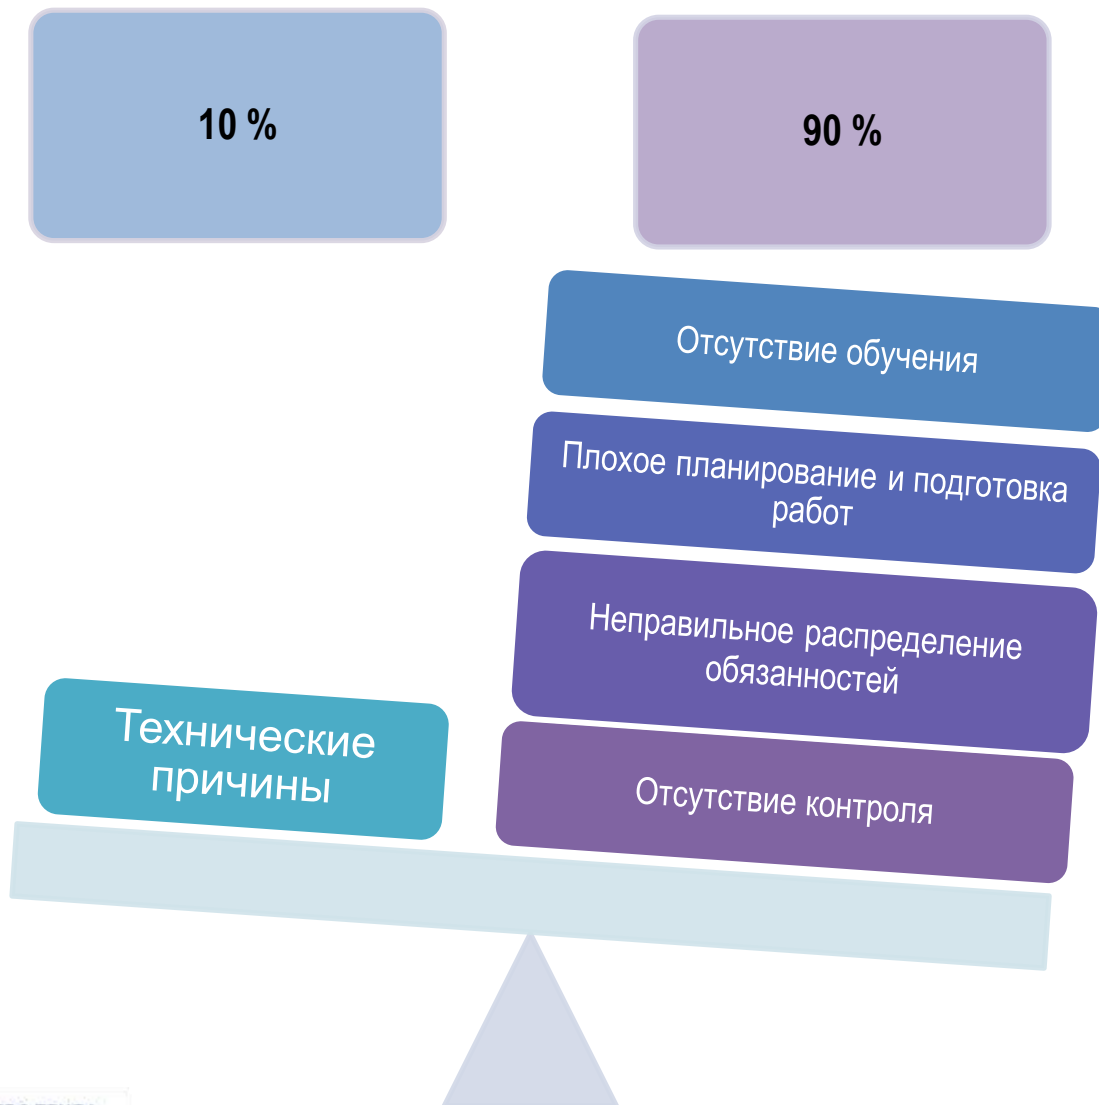 10 %
90 %
Отсутствие обучения
Плохое планирование и подготовка
работ
Неправильное распределение
обязанностей
Технические
причины
Отсутствие контроля